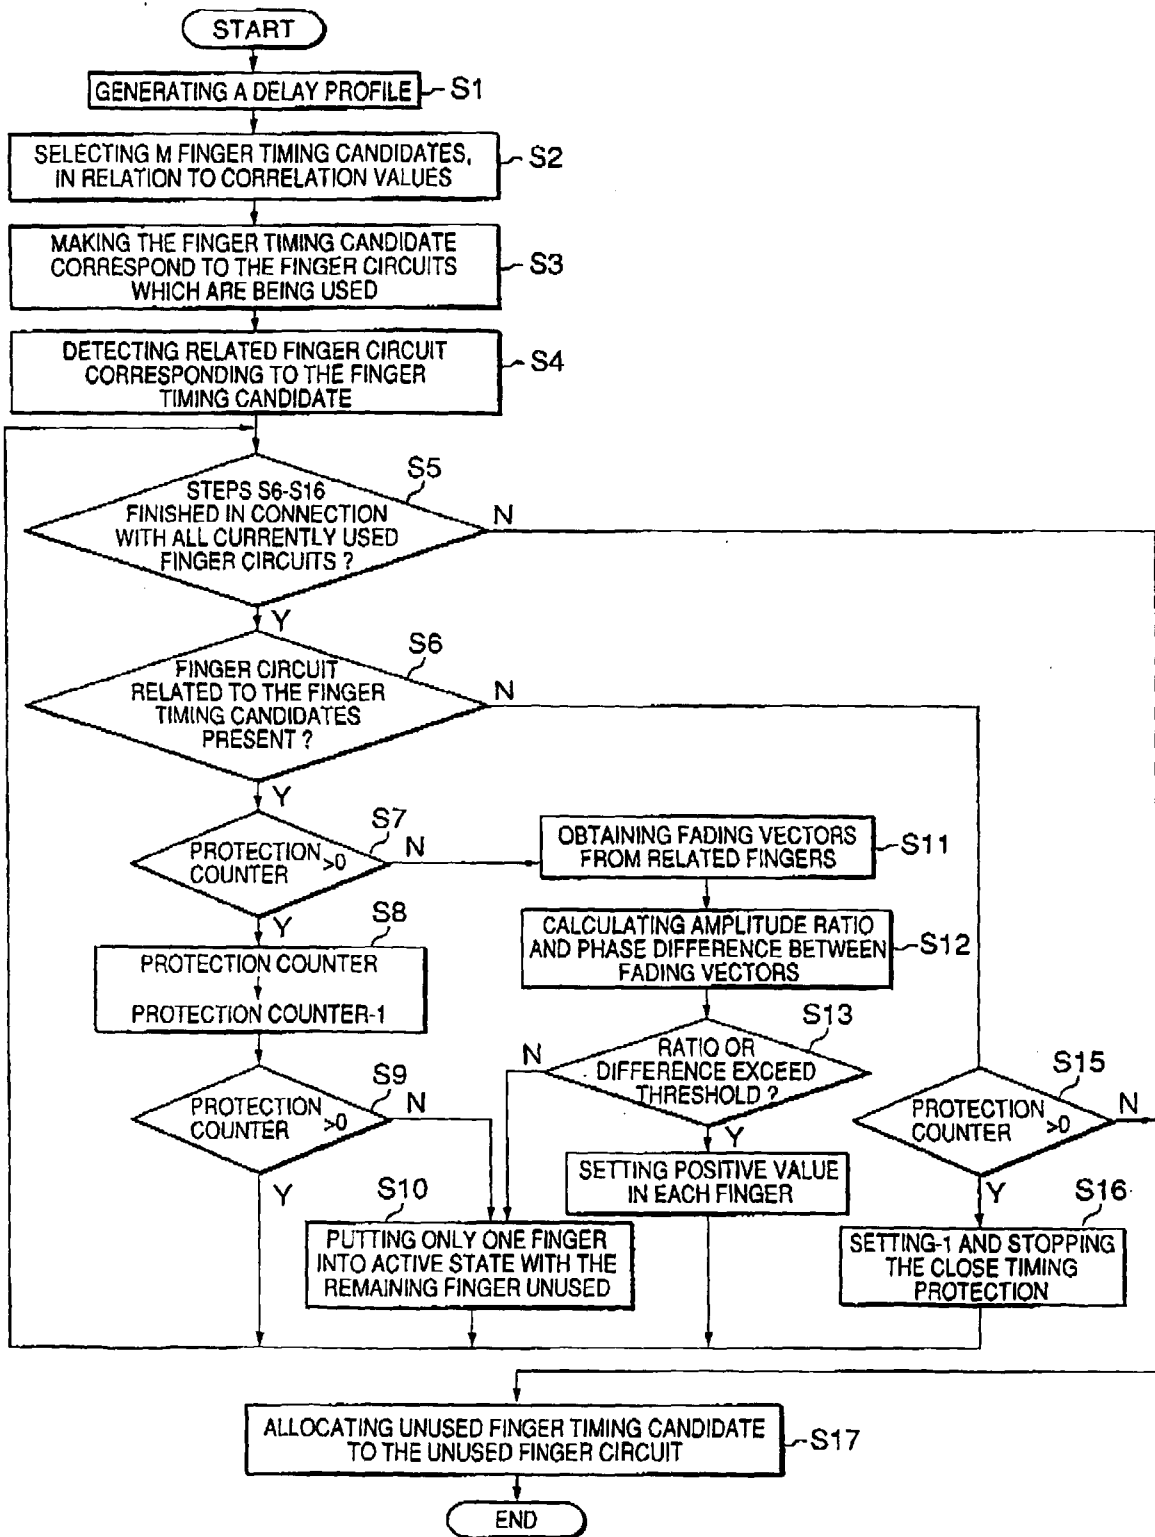 START
GENERATING A DELAY PROFILE
S1
SELECTING M FINGER TIMING CANDIDATES,
IN RELATION TO CORRELATION VALUES
S2
MAKING THE FINGER TIMING CANDIDATE
CORRESPOND TO THE FINGER CIRCUITS
WHICH ARE BEING USED
S3
DETECTING RELATED FINGER CIRCUIT
CORRESPONDING TO THE FINGER
TIMING CANDIDATE
S4
S5
STEPS S6-S16
FINISHED IN CONNECTION
WITH ALL CURRENTLY USED
FINGER CIRCUITS ?
N
Y
S6
FINGER CIRCUIT
RELATED TO THE FINGER
TIMING CANDIDATES
PRESENT ?
N
Y
S7
PROTECTION
COUNTER >0
N
Y
S8
PROTECTION COUNTER
PROTECTION COUNTER-1
S9
PROTECTION
COUNTER >0
N
Y
S10
PUTTING ONLY ONE FINGER
INTO ACTIVE STATE WITH THE
REMAINING FINGER UNUSED
OBTAINING FADING VECTORS
FROM RELATED FINGERS
S11
CALCULATING AMPLITUDE RATIO
AND PHASE DIFFERENCE BETWEEN
FADING VECTORS
S12
S13
RATIO OR
DIFFERENCE EXCEED
THRESHOLD ?
N
Y
SETTING POSITIVE VALUE
IN EACH FINGER
S15
PROTECTION
COUNTER >0
N
Y
S16
SETTING-1 AND STOPPING
THE CLOSE TIMING
PROTECTION
ALLOCATING UNUSED FINGER TIMING CANDIDATE
TO THE UNUSED FINGER CIRCUIT
S17
END